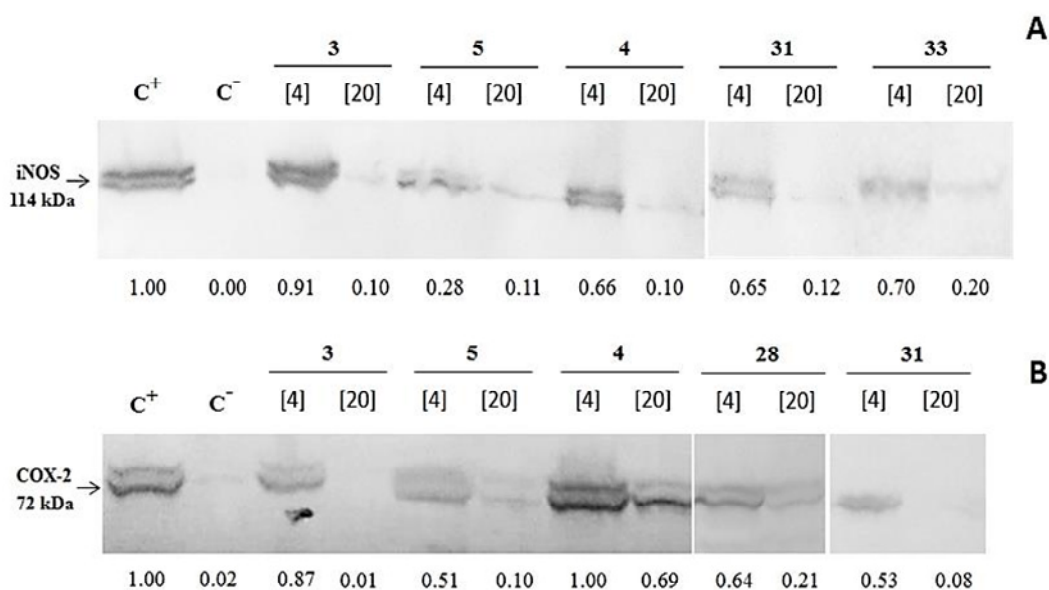 A
3 5 4 31 33
C⁺ C⁻ [4] [20] [4] [20] [4] [20] [4] [20] [4] [20]
iNOS
114 kDa
1.00 0.00 0.91 0.10 0.28 0.11 0.66 0.10 0.65 0.12 0.70 0.20
3 5 4 28 31
B
C⁺ C⁻ [4] [20] [4] [20] [4] [20] [4] [20] [4] [20]
COX-2
72 kDa
1.00 0.02 0.87 0.01 0.51 0.10 1.00 0.69 0.64 0.21 0.53 0.08